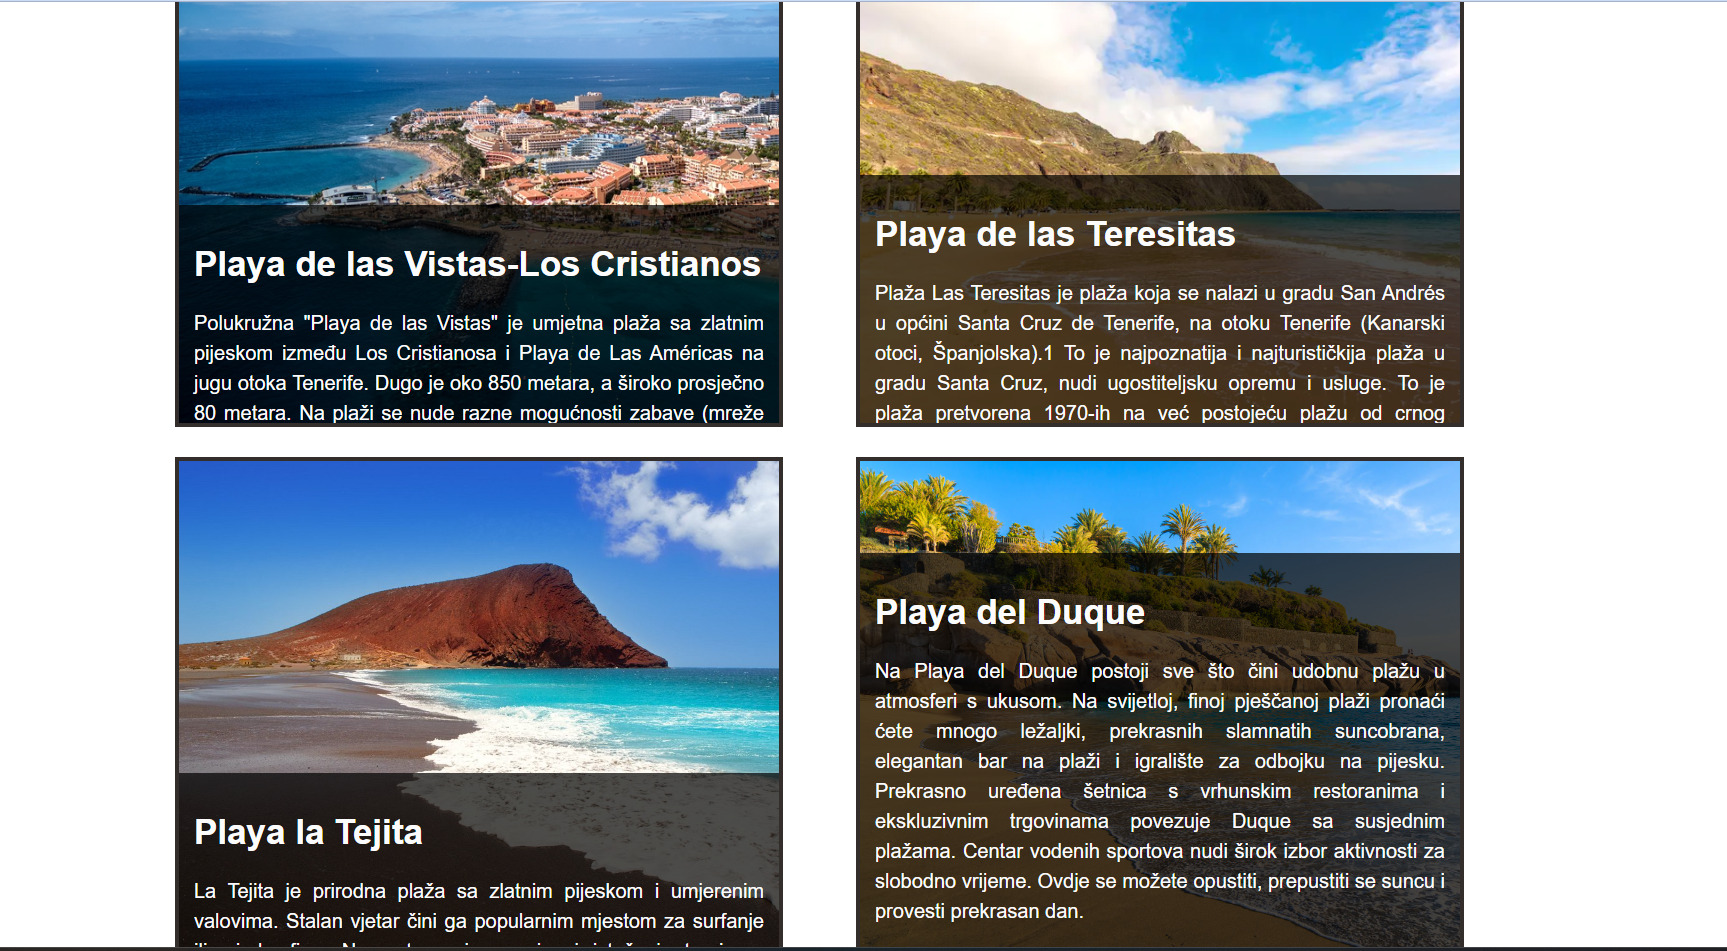 Playa de las Vistas-Los Cristianos
Polukružna "Playa de las Vistas" je umjetna plaža sa zlatnim
pijeskom između Los Cristianosa i Playa de Las Américas na
jugu otoka Tenerife. Dugo je oko 850 metara, a široko prosječno
80 metara. Na plaži se nude razne mogućnosti zabave (mreže
Playa de las Teresitas
Plaža Las Teresitas je plaža koja se nalazi u gradu San Andrés
u općini Santa Cruz de Tenerife, na otoku Tenerife (Kanarski
otoci, Španjolska).1 To je najpoznatija i najturističkija plaža u
gradu Santa Cruz, nudi ugostiteljsku opremu i usluge. To je
plaža pretvorena 1970-ih na već postojeću plažu od crnog
Playa la Tejita
La Tejita je prirodna plaža sa zlatnim pijeskom i umjerenim
valovima. Stalan vjetar čini ga popularnim mjestom za surfanje
Playa del Duque
Na Playa del Duque postoji sve što čini udobnu plažu u
atmosferi s ukusom. Na svijetloj, finoj pješčanoj plaži pronaći
ćete mnogo ležaljki, prekrasnih slamnatih suncobrana,
elegantan bar na plaži i igralište za odbojku na pijesku.
Prekrasno uređena šetnica s vrhunskim restoranima i
ekskluzivnim trgovinama povezuje Duque sa susjednim
plažama. Centar vodenih sportova nudi širok izbor aktivnosti za
slobodno vrijeme. Ovdje se možete opustiti, prepustiti se suncu i
provesti prekrasan dan.